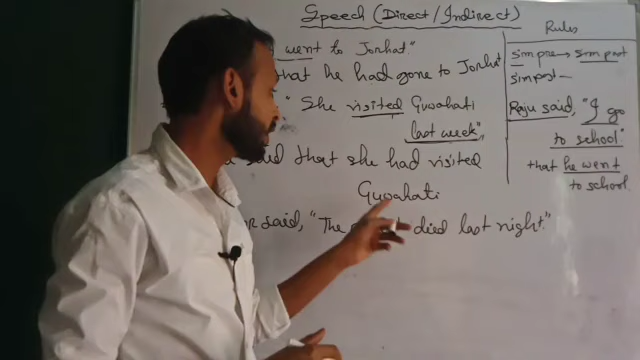 Speech (Direct/Indirect)
went to Jorhat."
that he had gone to Jorhat
" She visited Guwahati
last week",
said that she had visited
Guwahati
said, "The died last night."
Rules
sim pre → sim past
sim past —
Raju said, "I go
to school"
that he went
to school.